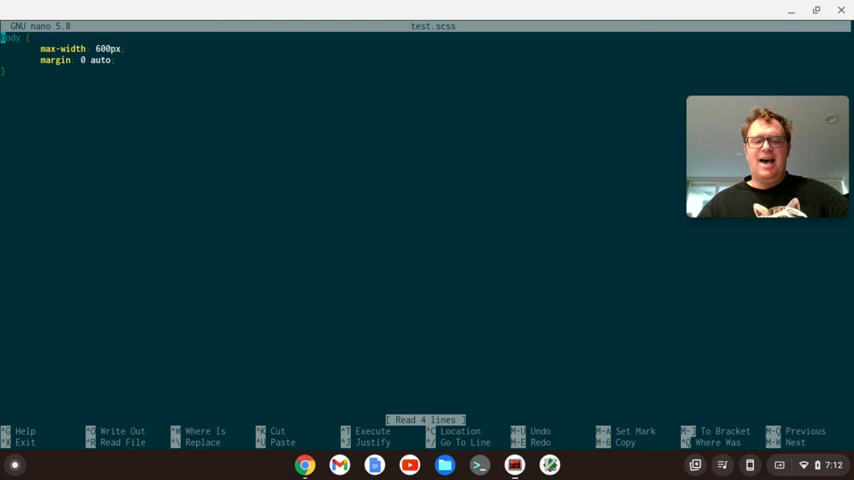 GNU nano 5.8 test.scss
body {
max-width: 600px;
margin: 0 auto;
}
[ Read 4 lines ]
^G Help ^O Write Out ^W Where Is ^K Cut ^T Execute ^C Location M-U Undo M-A Set Mark M-] To Bracket M-Q Previous
^X Exit ^R Read File ^\ Replace ^U Paste ^J Justify ^/ Go To Line M-E Redo M-6 Copy ^Q Where Was M-W Next
7:12